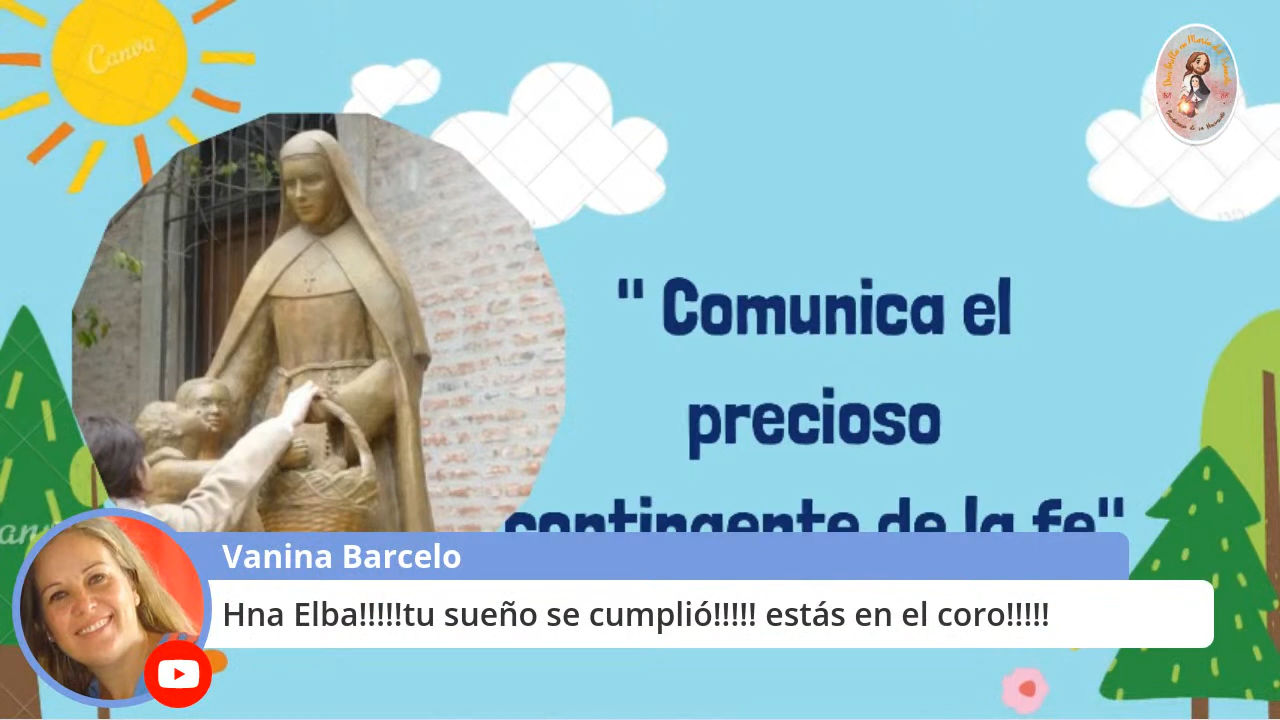 Canva
" Comunica el
precioso
contingente de la fe"
Vanina Barcelo
Hna Elba!!!!!tu sueño se cumplió!!!!! estás en el coro!!!!!